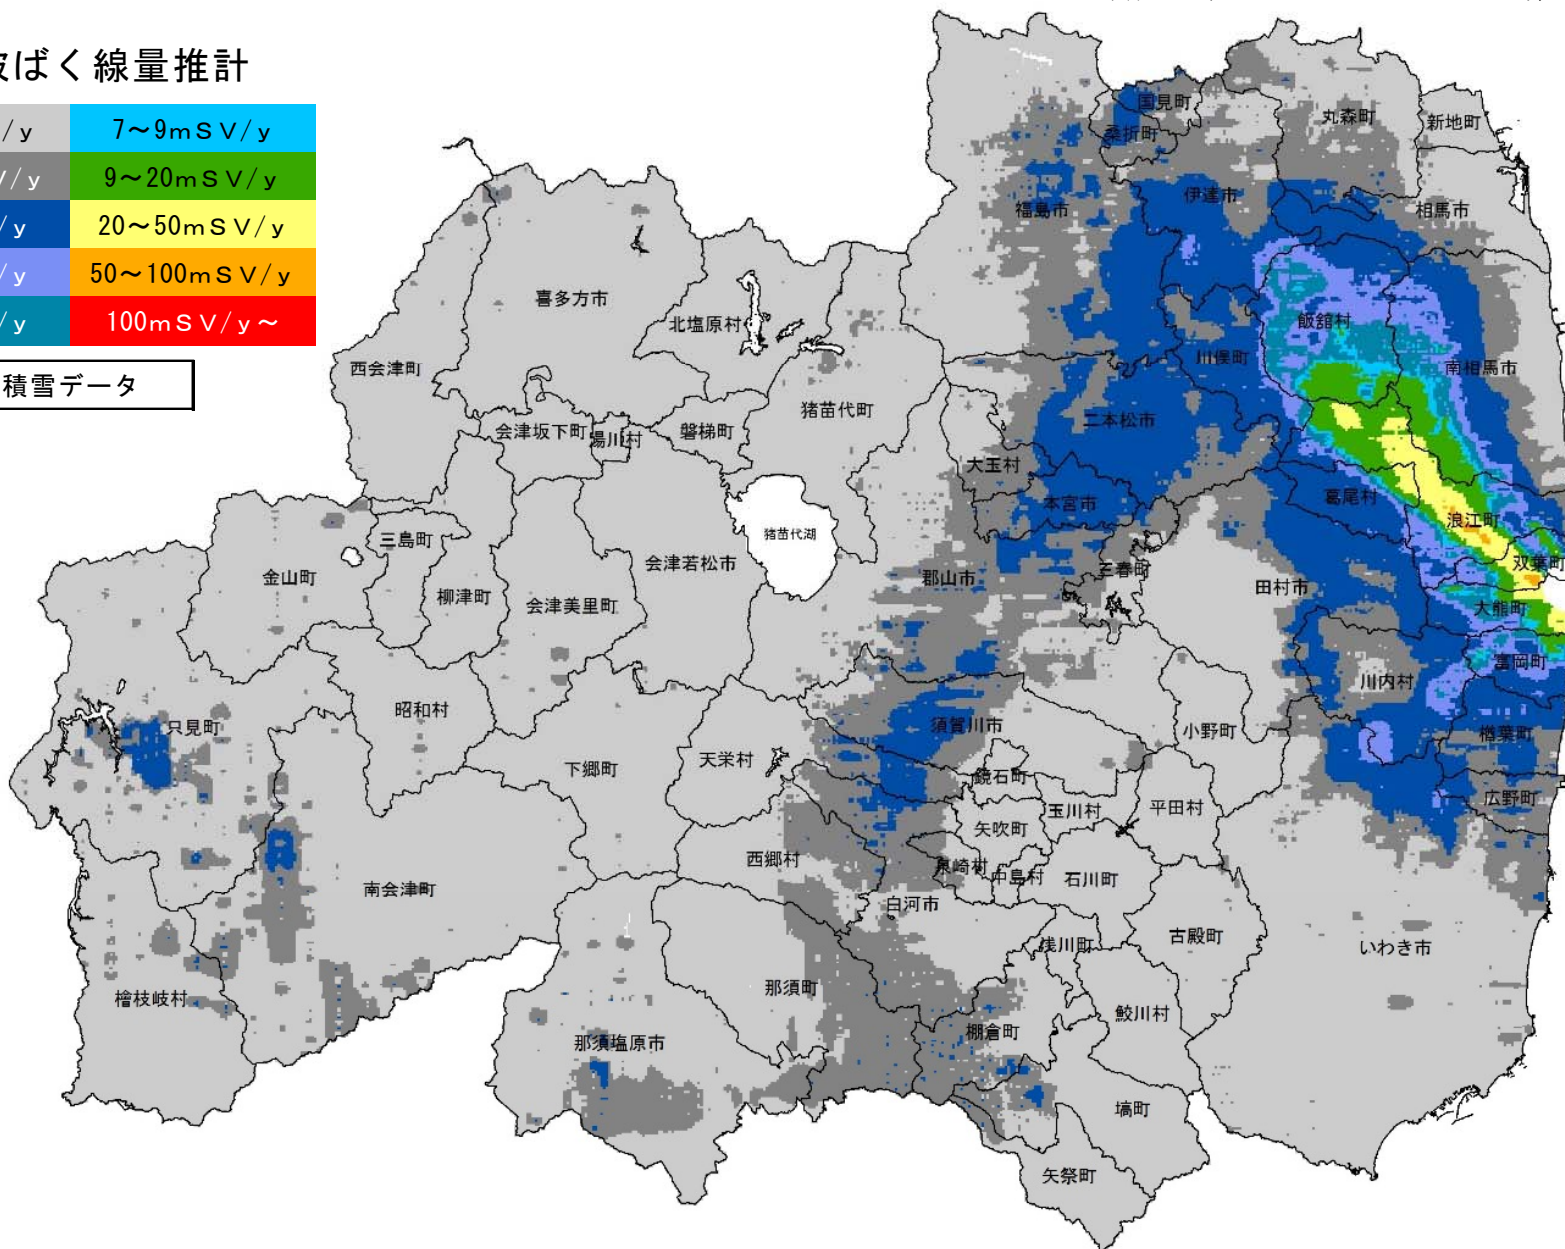 ばく線量推計
/y 7～9mSV/y
V/y 9～20mSV/y
/y 20～50mSV/y
/y 50～100mSV/y
/y 100mSV/y～
積雪データ
国見町
桑折町
丸森町
新地町
伊達市
福島市
相馬市
喜多方市
北塩原村
飯舘村
川俣町
西会津町
南相馬市
猪苗代町
二本松市
会津坂下町
湯川村
磐梯町
大玉村
本宮市
葛尾村
浪江町
猪苗代湖
三島町
会津若松市
双葉町
三春町
金山町
郡山市
田村市
柳津町
会津美里町
大熊町
富岡町
川内村
昭和村
只見町
須賀川市
小野町
楢葉町
天栄村
下郷町
鏡石町
広野町
玉川村
平田村
矢吹町
西郷村
泉崎村
中島村
石川町
南会津町
白河市
浅川町
古殿町
いわき市
那須町
檜枝岐村
鮫川村
棚倉町
那須塩原市
塙町
矢祭町